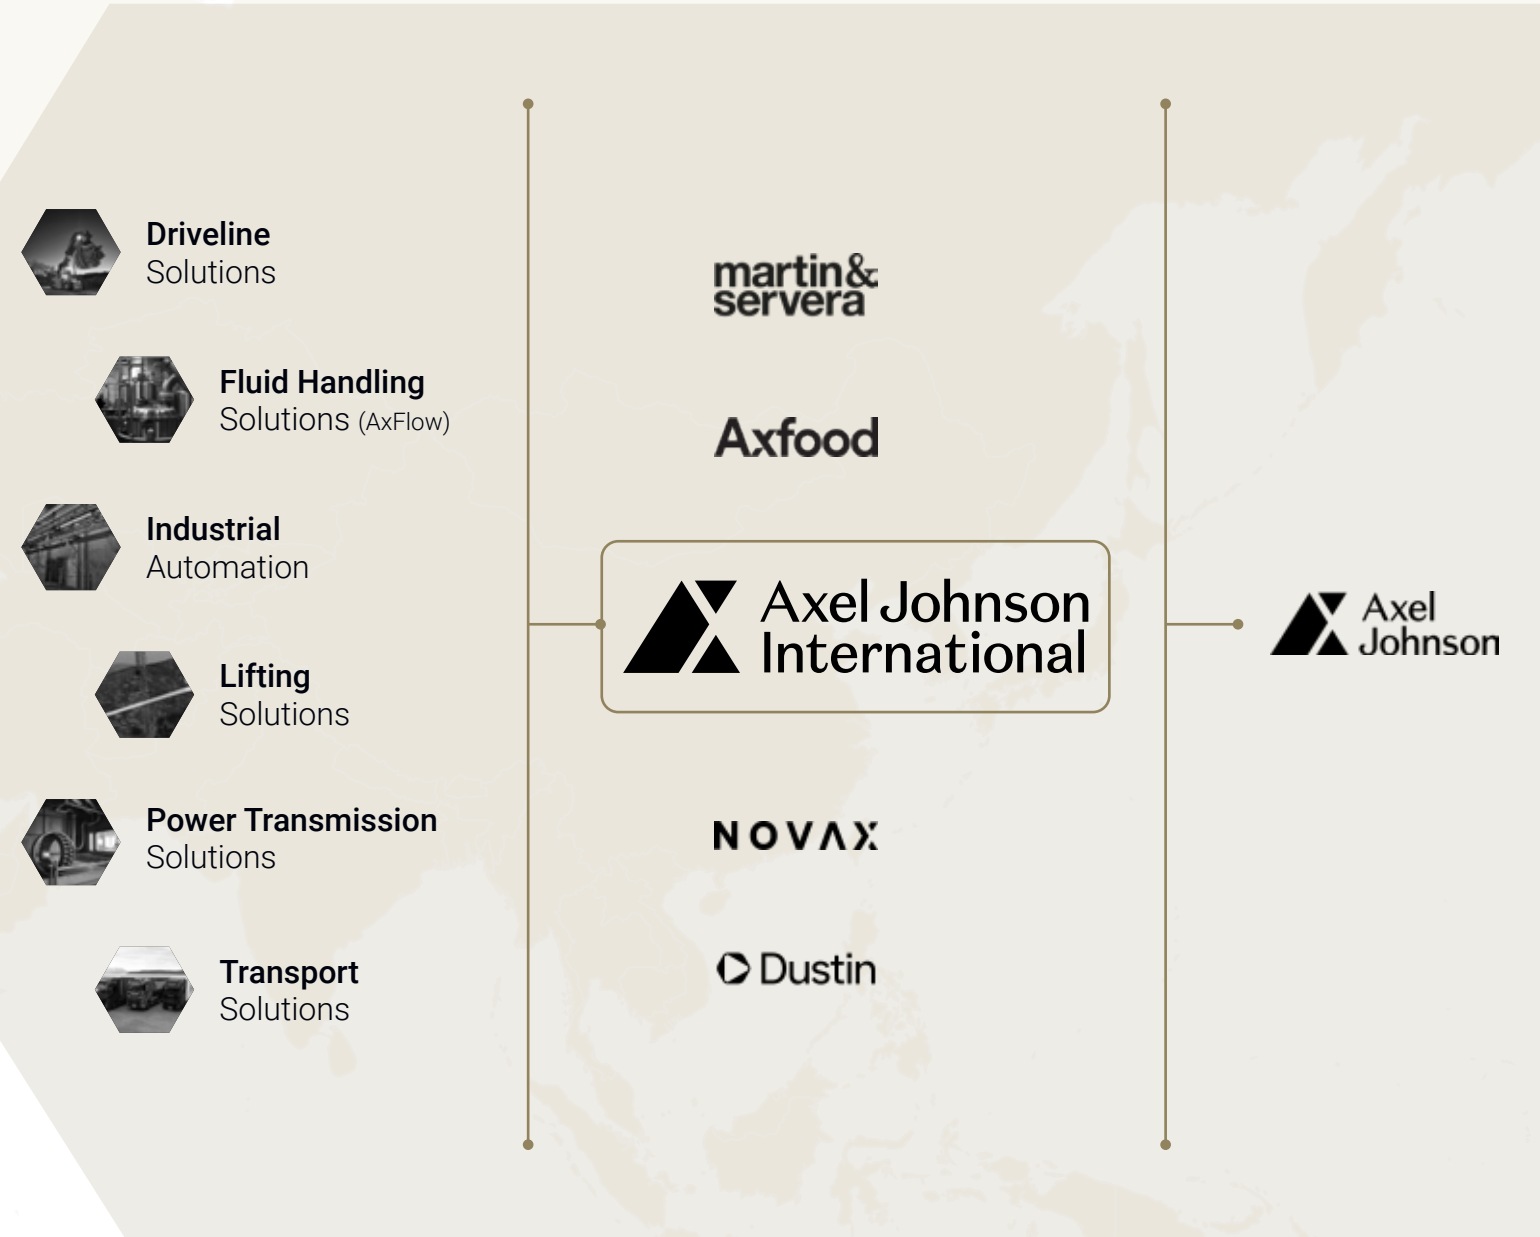 Driveline
Solutions
Fluid Handling
Solutions (AxFlow)
Industrial
Automation
Lifting
Solutions
Power Transmission
Solutions
Transport
Solutions
martin&
servera
Axfood
Axel Johnson
International
NOVAX
Dustin
Axel
Johnson